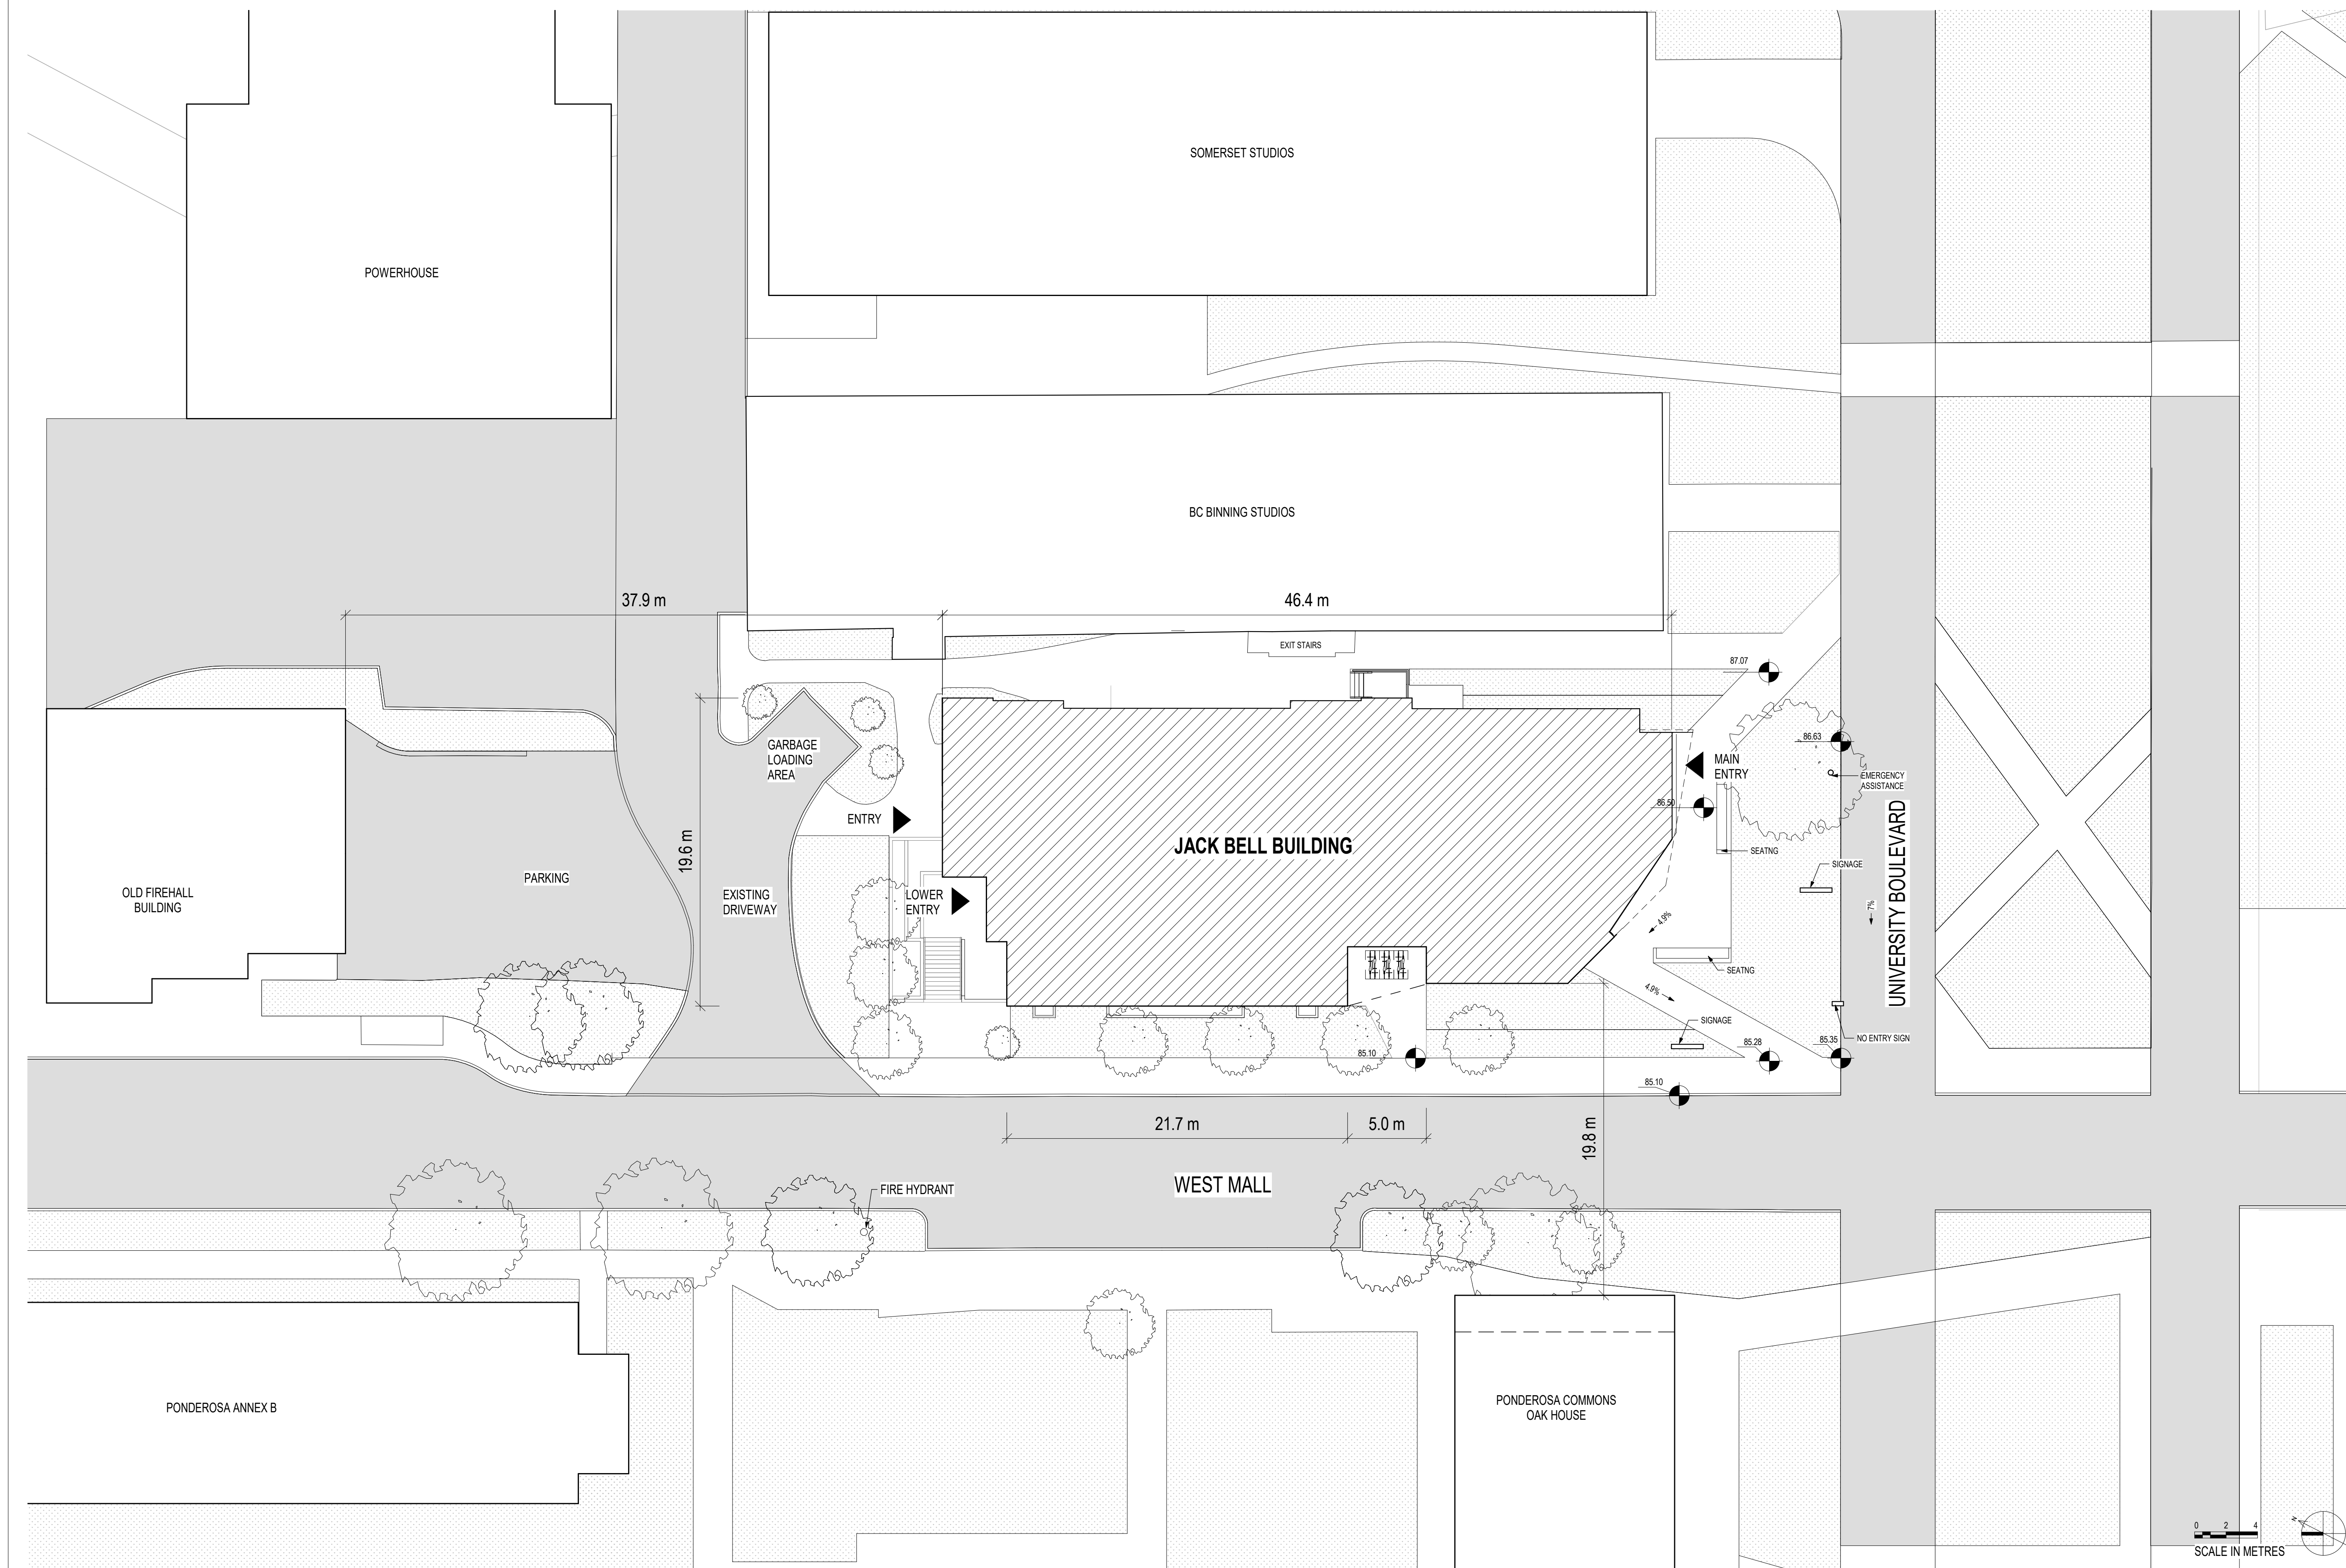 SOMERSET STUDIOS
POWERHOUSE
BC BINNING STUDIOS
37.9 m
46.4 m
EXIT STAIRS
87.07
86.63
GARBAGE
LOADING
AREA
MAIN
ENTRY
EMERGENCY
ASSISTANCE
86.50
ENTRY
19.6 m
JACK BELL BUILDING
SEATNG
SIGNAGE
UNIVERSITY BOULEVARD
7%
PARKING
OLD FIREHALL
BUILDING
EXISTING
DRIVEWAY
LOWER
ENTRY
4.9%
SEATNG
4.9%
SIGNAGE
NO ENTRY SIGN
85.10
85.28
85.35
85.10
21.7 m
5.0 m
19.8 m
WEST MALL
FIRE HYDRANT
PONDEROSA ANNEX B
PONDEROSA COMMONS
OAK HOUSE
0 2 4
SCALE IN METRES
N